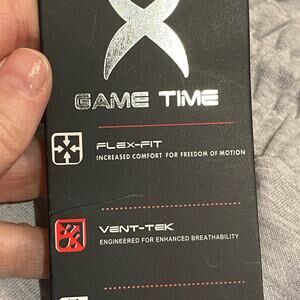 GAME TIME
FLEX-FIT
INCREASED COMFORT FOR FREEDOM OF MOTION
VENT-TEK
ENGINEERED FOR ENHANCED BREATHABILITY